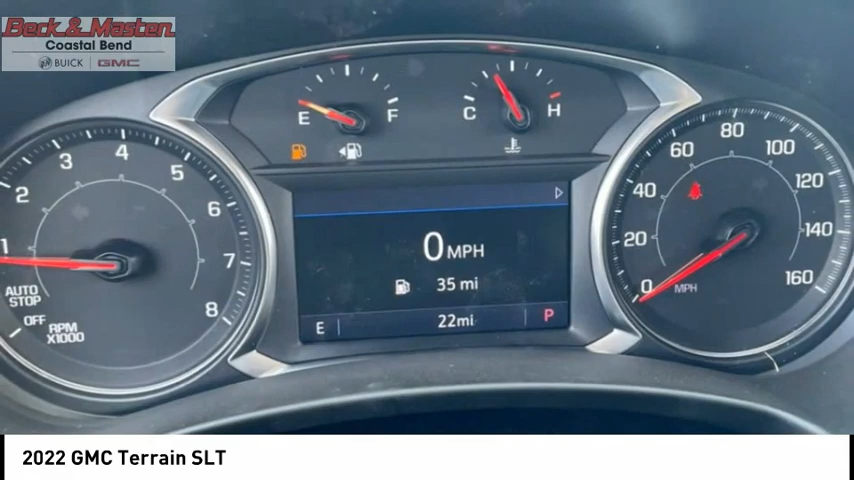 Beck & Masten
Coastal Bend
BUICK | GMC
E F
C H
1 2 3 4 5 6 7 8
AUTO
STOP
OFF
RPM
X1000
0 MPH
35 mi
E 22mi P
0 20 40 60 80 100 120 140 160
MPH
2022 GMC Terrain SLT